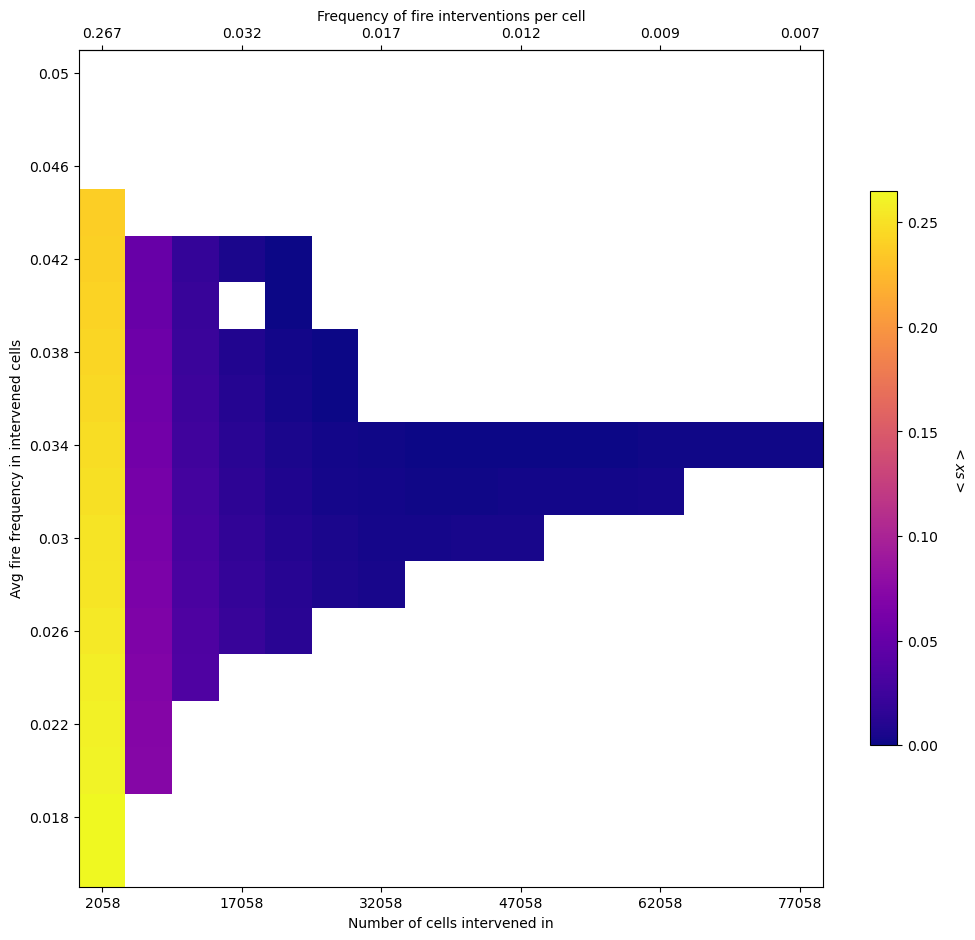 Frequency of fire interventions per cell
0.267 0.032 0.017 0.012 0.009 0.007
Avg fire frequency in intervened cells
0.05
0.046
0.042
0.038
0.034
0.03
0.026
0.022
0.018
2058 17058 32058 47058 62058 77058
Number of cells intervened in
0.25
0.20
0.15
0.10
0.05
0.00
< sx >